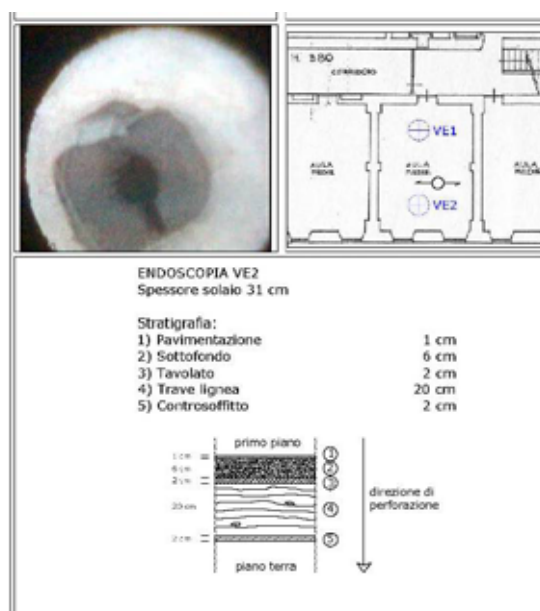 H. 380
CORRIDOIO
VE1
AULA
AULA
AULA
VE2
ENDOSCOPIA VE2
Spessore solaio 31 cm
Stratigrafia:
1) Pavimentazione 1 cm
2) Sottofondo 6 cm
3) Tavolato 2 cm
4) Trave lignea 20 cm
5) Controsoffitto 2 cm
primo piano
1 cm 1
6 cm 2
2 cm 3
20 cm 4
2 cm 5
direzione di
perforazione
piano terra